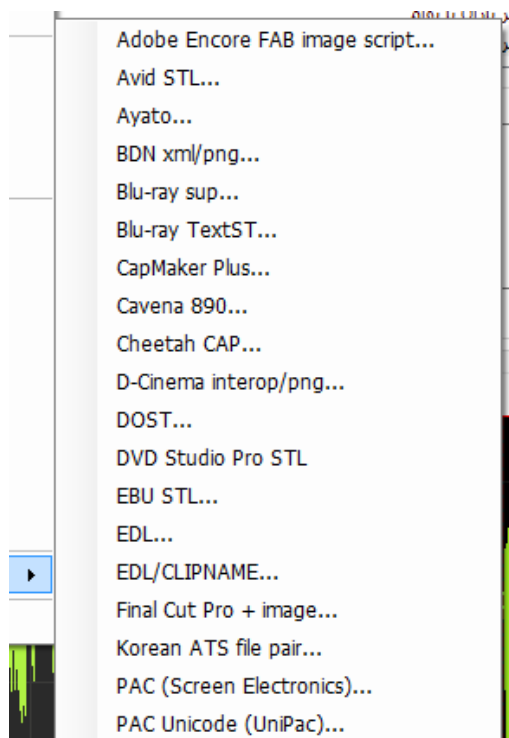 Adobe Encore FAB image script...
Avid STL...
Ayato...
BDN xml/png...
Blu-ray sup...
Blu-ray TextST...
CapMaker Plus...
Cavena 890...
Cheetah CAP...
D-Cinema interop/png...
DOST...
DVD Studio Pro STL
EBU STL...
EDL...
EDL/CLIPNAME...
Final Cut Pro + image...
Korean ATS file pair...
PAC (Screen Electronics)...
PAC Unicode (UniPac)...